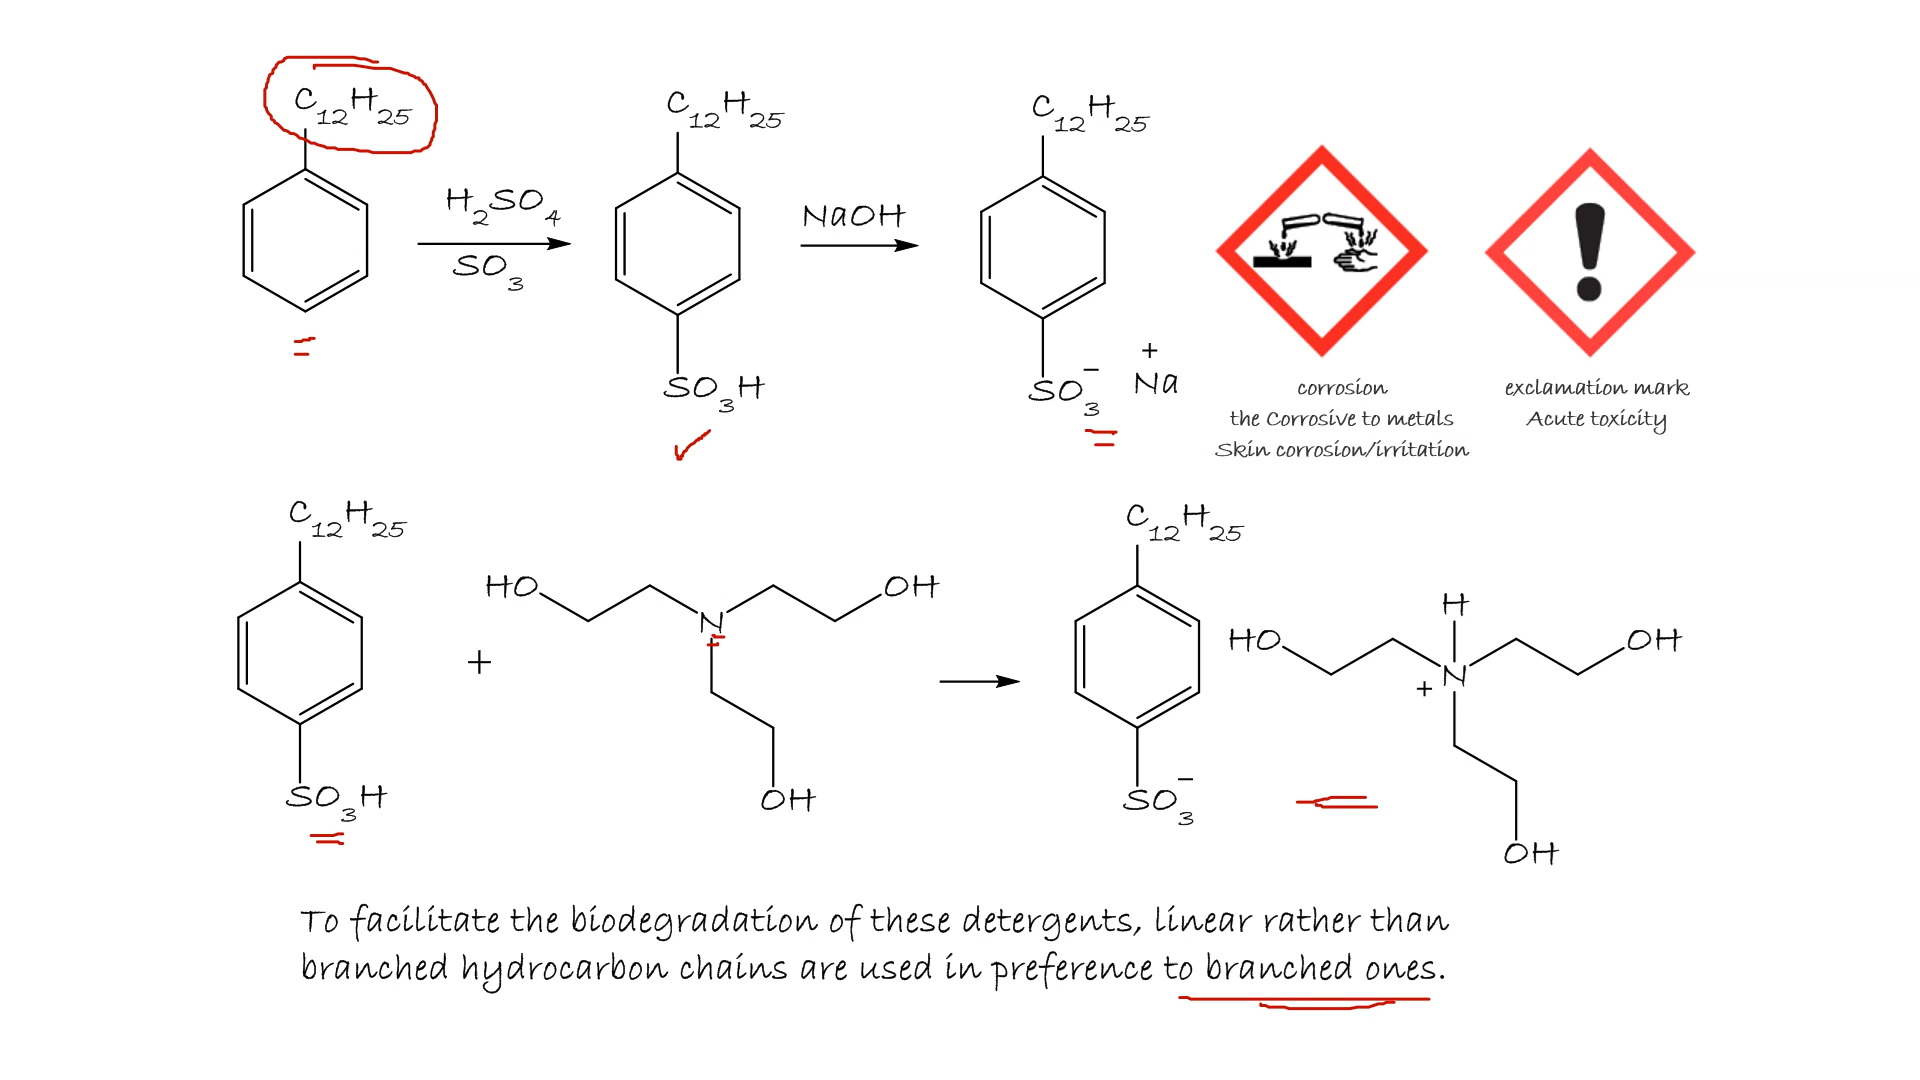 C12H25
H2SO4
SO3
C12H25
SO3H
NaOH
C12H25
SO3− +Na
corrosion
the Corrosive to metals
Skin corrosion/irritation
exclamation mark
Acute toxicity
C12H25
SO3H
+
HO N OH
OH
C12H25
SO3−
H
HO N+ OH
OH
To facilitate the biodegradation of these detergents, linear rather than
branched hydrocarbon chains are used in preference to branched ones.